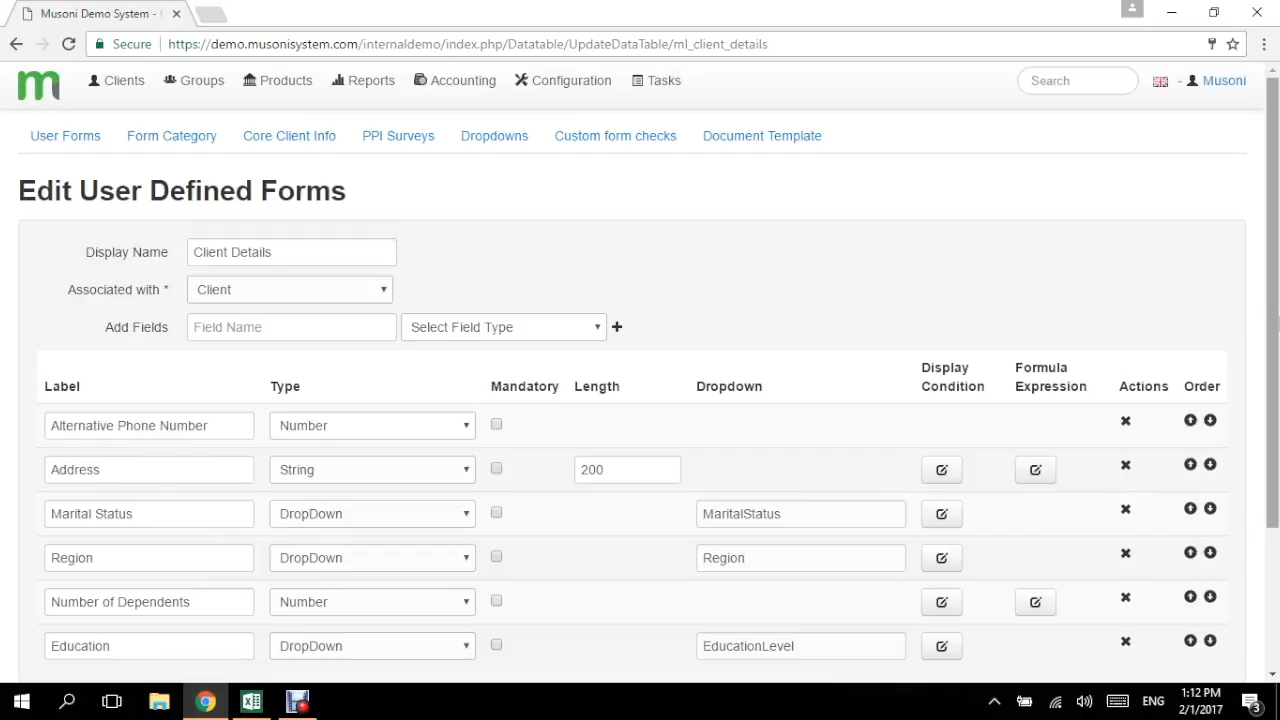 Musoni Demo System -
Secure https://demo.musonisystem.com/internaldemo/index.php/Datatable/UpdateDataTable/ml_client_details
m Clients Groups Products Reports Accounting Configuration Tasks Search - Musoni
User Forms Form Category Core Client Info PPI Surveys Dropdowns Custom form checks Document Template
Edit User Defined Forms
Display Name Client Details
Associated with * Client
Add Fields Field Name Select Field Type
Label Type Mandatory Length Dropdown Display Condition Formula Expression Actions Order
Alternative Phone Number Number
Address String 200
Marital Status DropDown MaritalStatus
Region DropDown Region
Number of Dependents Number
Education DropDown EducationLevel
ENG 1:12 PM
2/1/2017 3